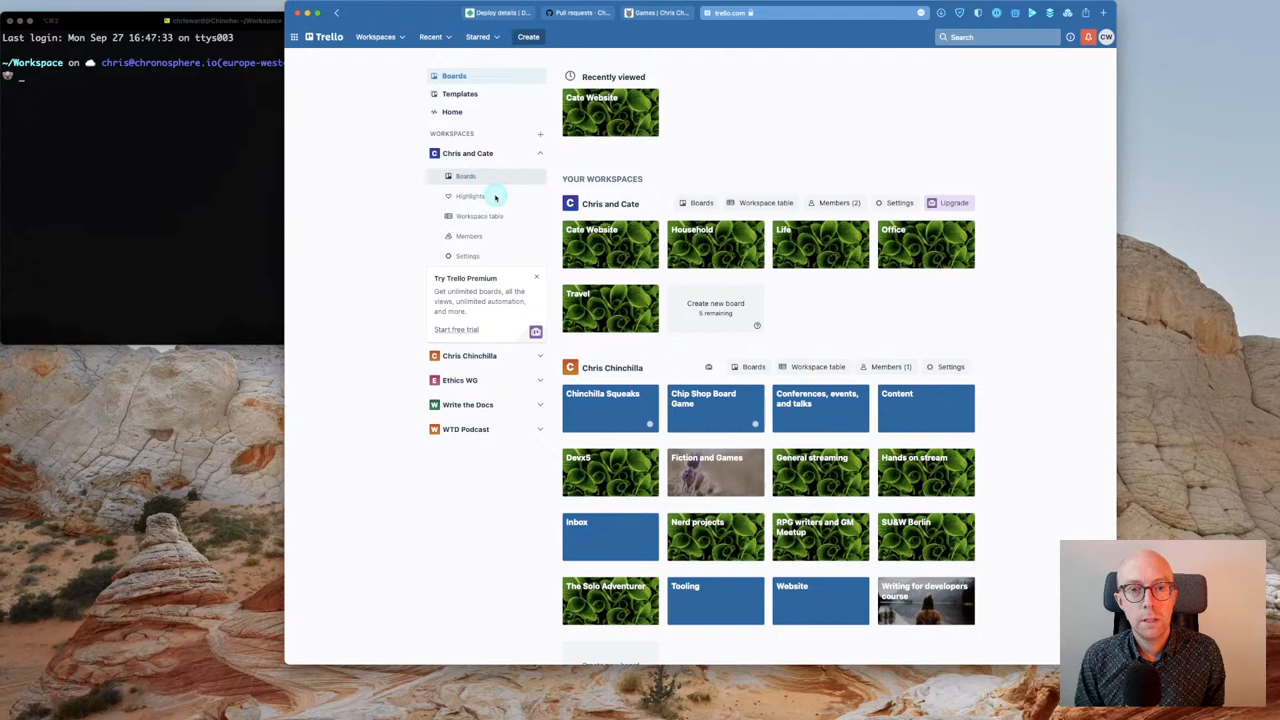 ⌥⌘2
chrisward@Chinchc:~/Workspace
Last login: Mon Sep 27 16:47:33 on ttys003
~/Workspace on chris@chronosphere.io(europe-west
Deploy details | D...
Pull requests · Ch...
Games | Chris Ch...
trello.com
Trello
Workspaces
Recent
Starred
Create
Search
CW
Boards
Templates
Home
WORKSPACES
C Chris and Cate
Boards
Highlights
Workspace table
Members
Settings
Try Trello Premium
Get unlimited boards, all the
views, unlimited automation,
and more.
Start free trial
C Chris Chinchilla
E Ethics WG
W Write the Docs
W WTD Podcast
Recently viewed
Cate Website
YOUR WORKSPACES
C Chris and Cate
Boards
Workspace table
Members (2)
Settings
Upgrade
Cate Website
Household
Life
Office
Travel
Create new board
5 remaining
C Chris Chinchilla
Boards
Workspace table
Members (1)
Settings
Chinchilla Squeaks
Chip Shop Board
Game
Conferences, events,
and talks
Content
Devx5
Fiction and Games
General streaming
Hands on stream
Inbox
Nerd projects
RPG writers and GM
Meetup
SU&W Berlin
The Solo Adventurer
Tooling
Website
Writing for developers
course